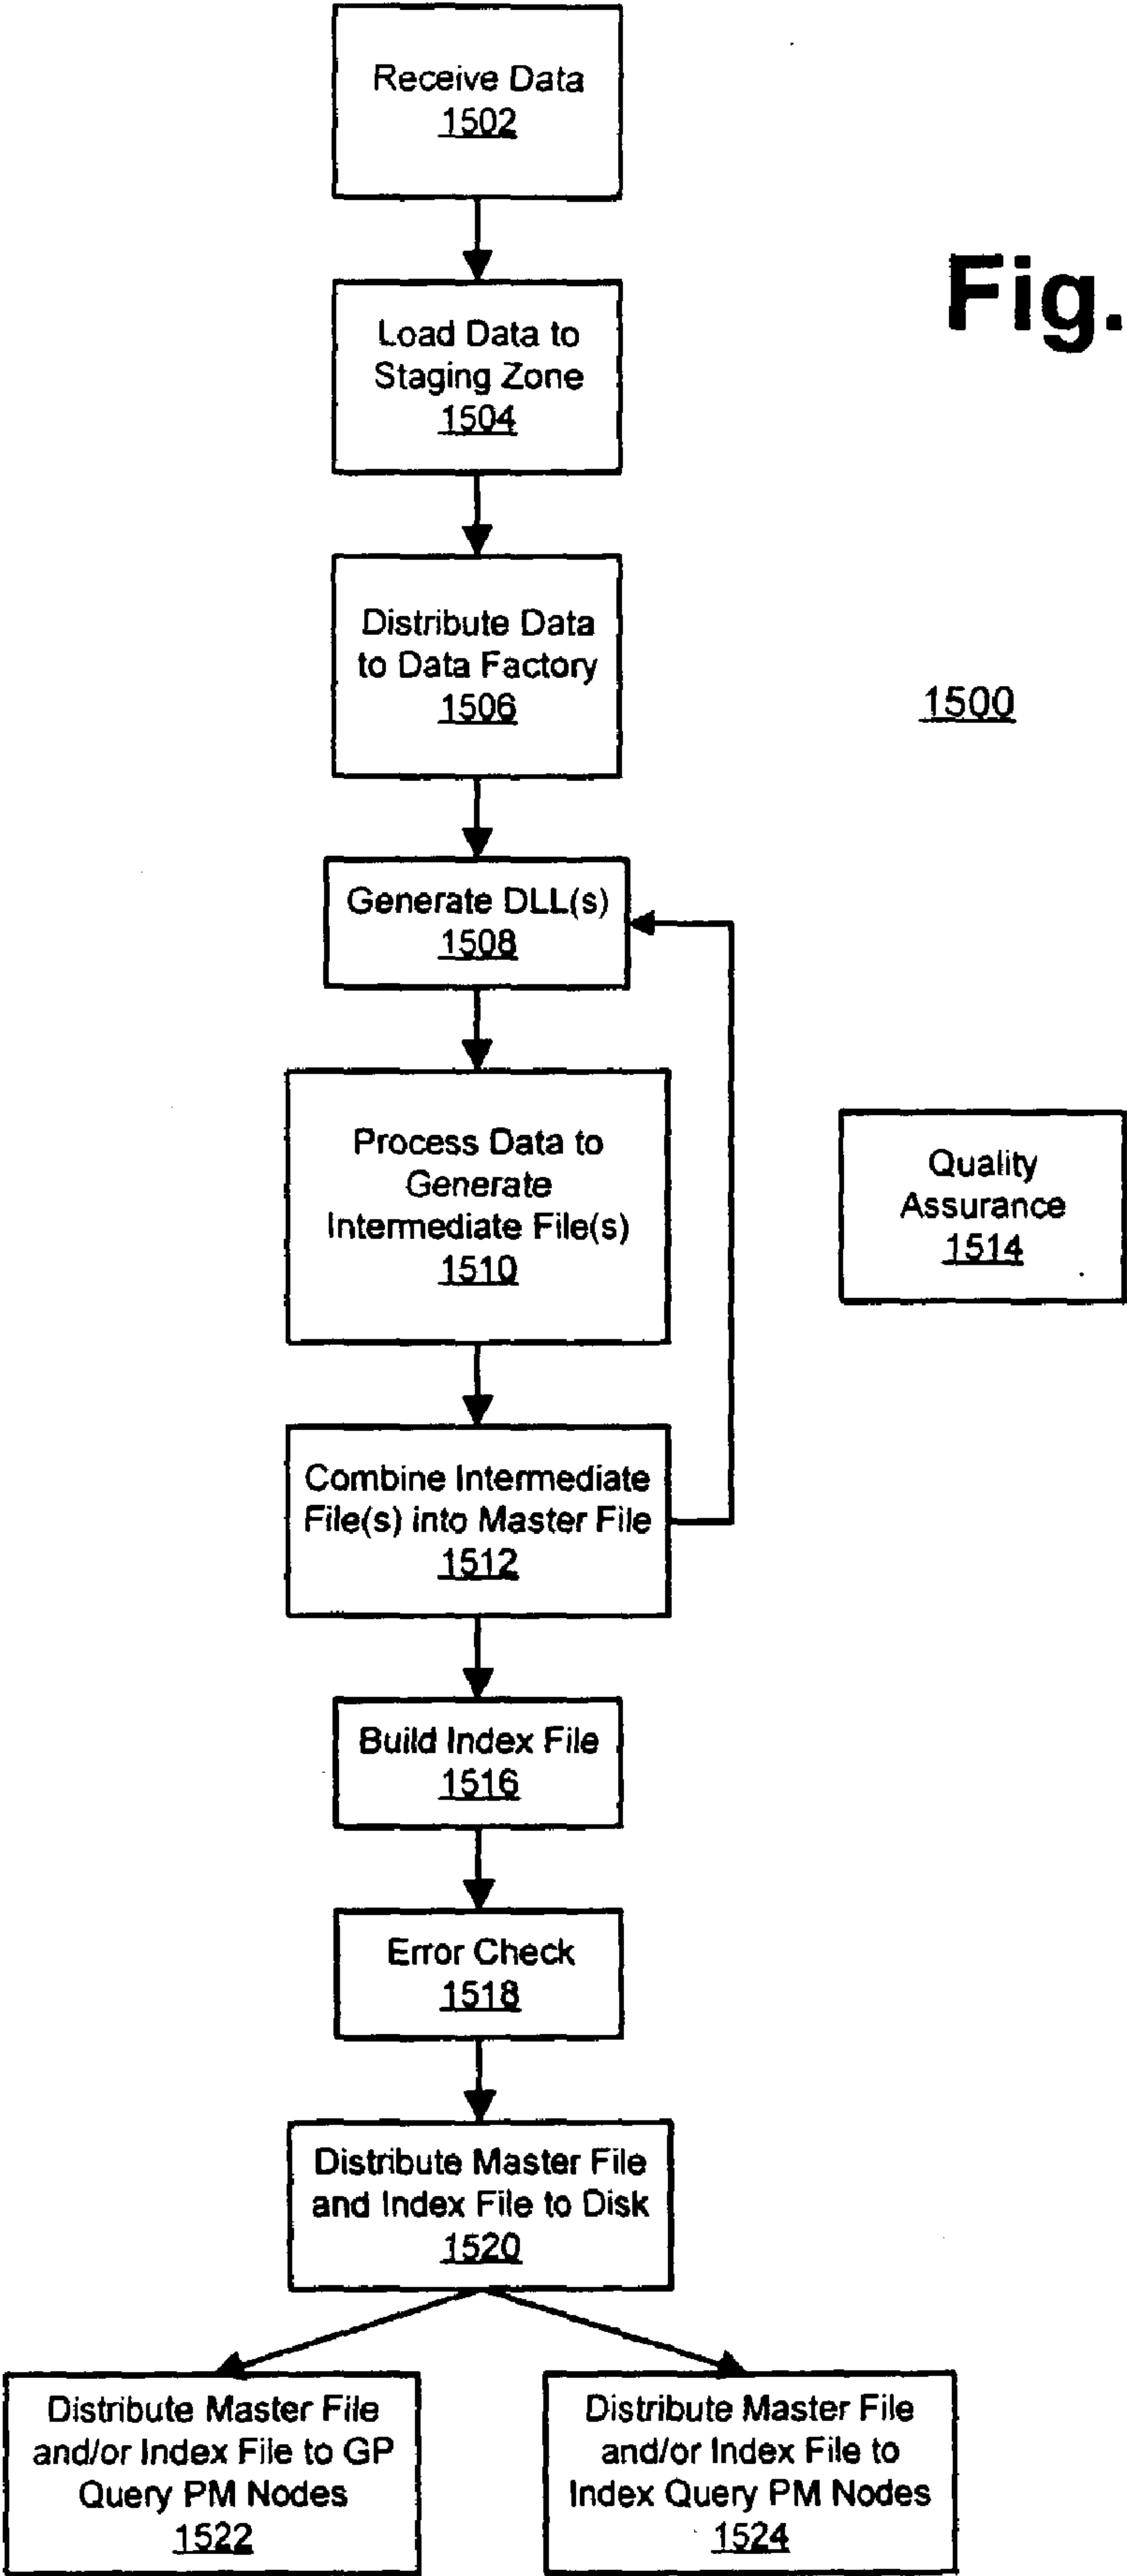 Receive Data
1502
Fig.
Load Data to
Staging Zone
1504
Distribute Data
to Data Factory
1506
1500
Generate DLL(s)
1508
Process Data to
Generate
Intermediate File(s)
1510
Quality
Assurance
1514
Combine Intermediate
File(s) into Master File
1512
Build Index File
1516
Error Check
1518
Distribute Master File
and Index File to Disk
1520
Distribute Master File
and/or Index File to GP
Query PM Nodes
1522
Distribute Master File
and/or Index File to
Index Query PM Nodes
1524